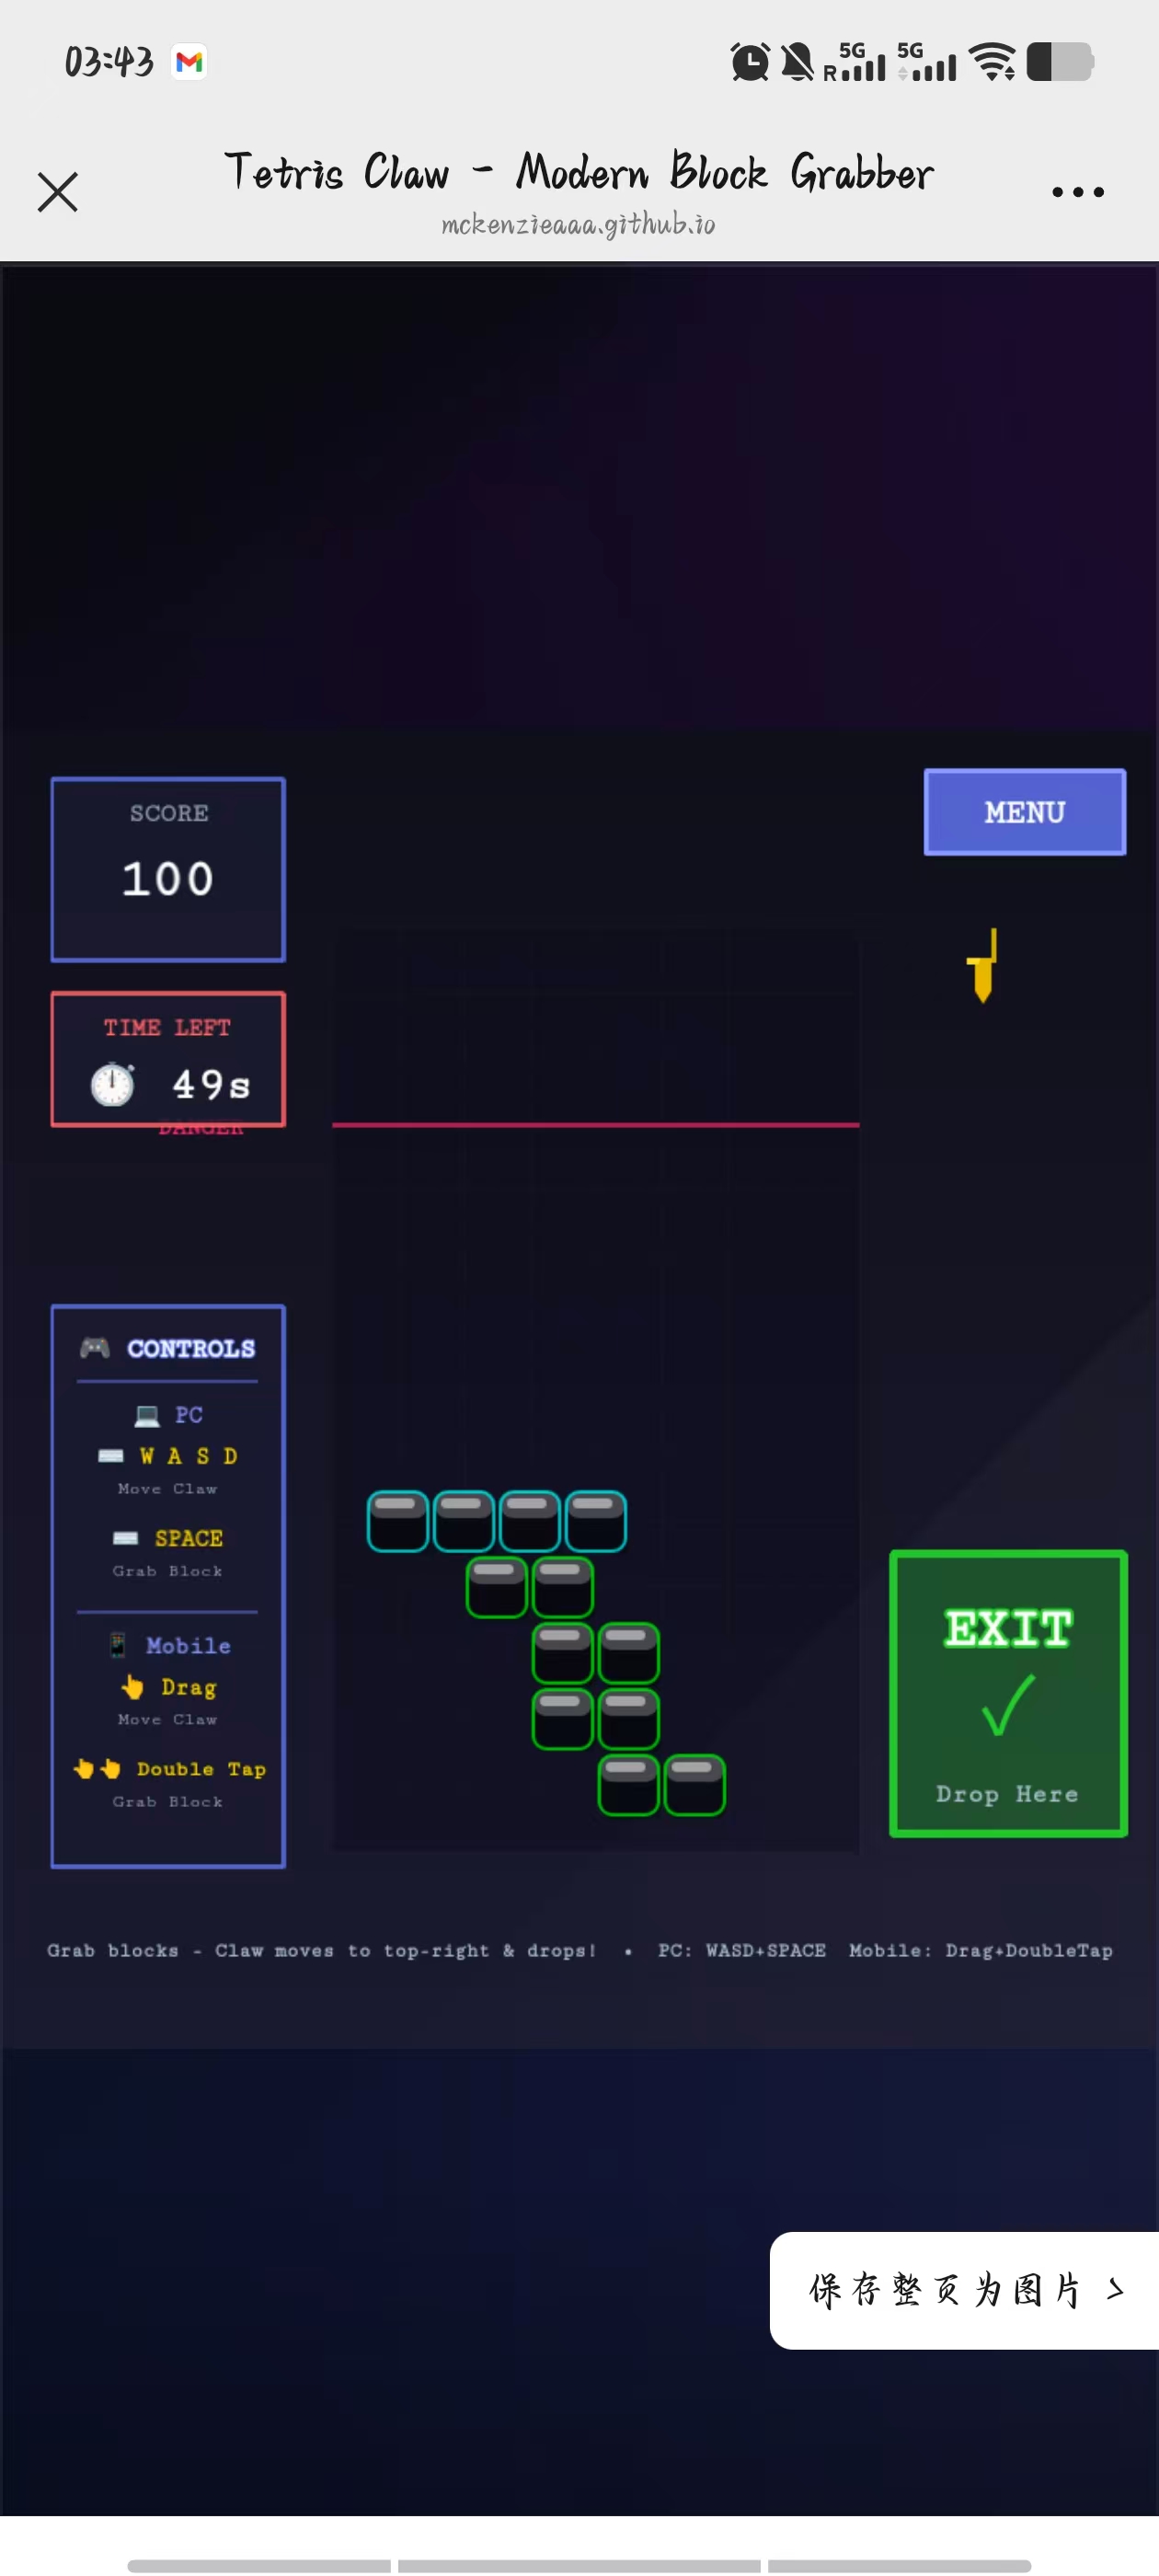 03:43
5G
5G
R
Tetris Claw - Modern Block Grabber
mckenzieaaa.github.io
SCORE
100
MENU
TIME LEFT
49s
DANGER
CONTROLS
PC
W A S D
Move Claw
SPACE
Grab Block
Mobile
Drag
Move Claw
Double Tap
Grab Block
EXIT
Drop Here
Grab blocks - Claw moves to top-right & drops! • PC: WASD+SPACE Mobile: Drag+DoubleTap
保存整页为图片 >